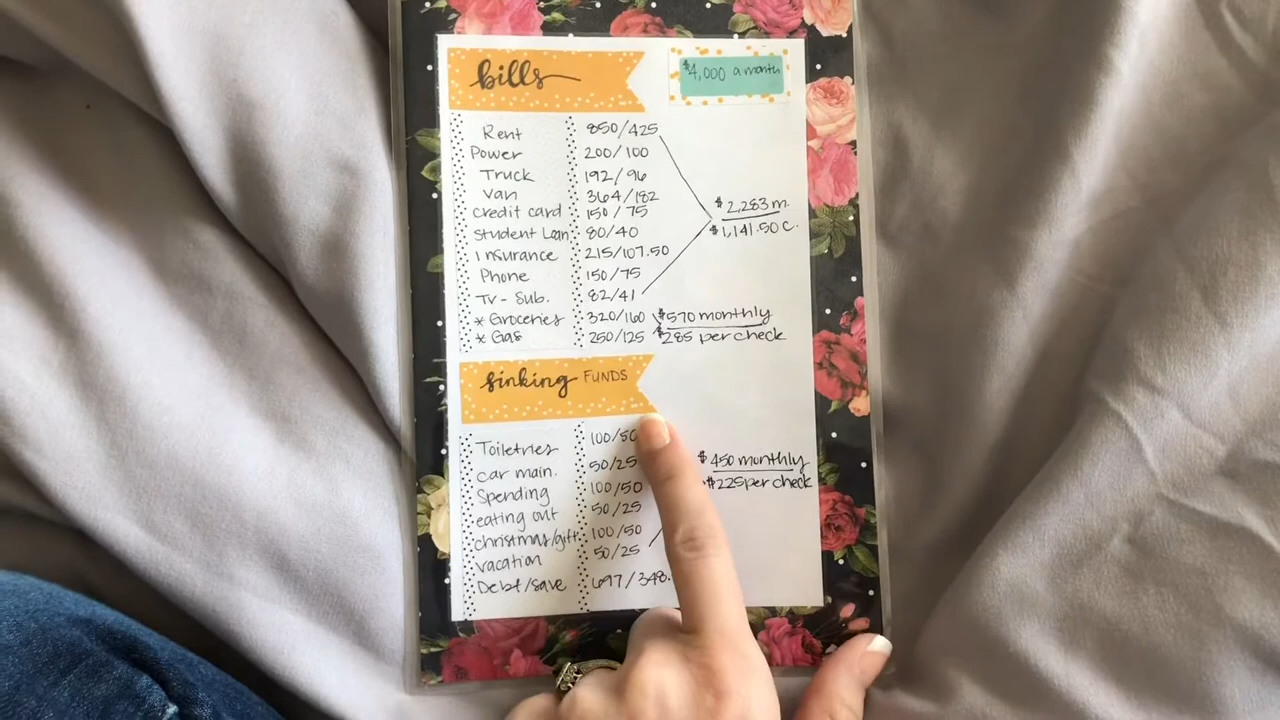 bills
$4,000 a month
Rent 850/425
Power 200/100
Truck 192/96
Van 364/182
credit card 150/75
$2,283 m.
student Loan 80/40
$1,141.50 c.
Insurance 215/107.50
Phone 150/75
TV-Sub. 82/41
* Groceries 320/160 $570 monthly
* Gas 250/125 $285 per check
sinking FUNDS
Toiletries 100/50
car main. 50/25 $450 monthly
Spending 100/50 $225 per check
eating out 50/25
christmas/gift 100/50
vacation 50/25
Debt/save 697/348.